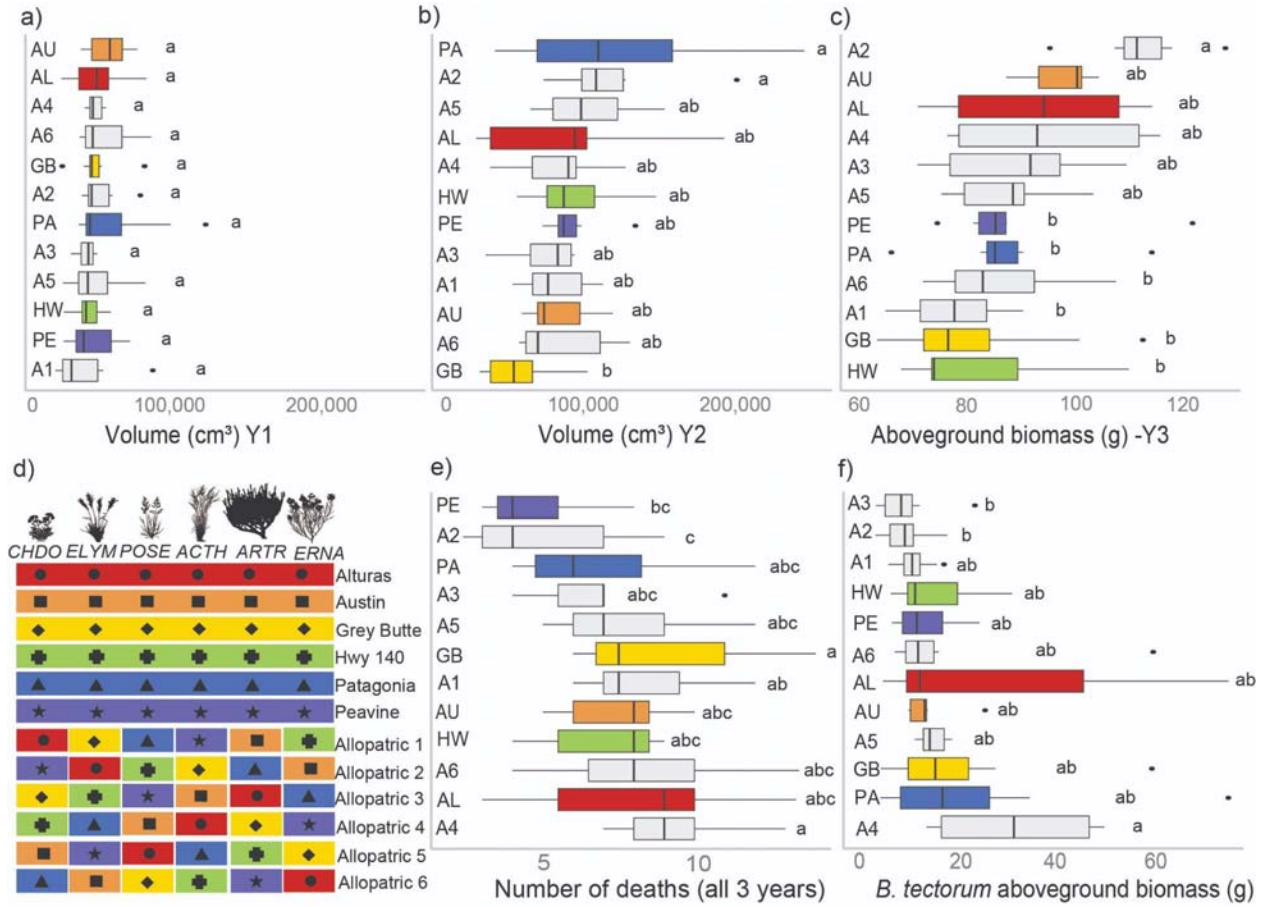 a)
AU a
AL a
A4 a
A6 a
GB a
A2 a
PA a
A3 a
A5 a
HW a
PE a
A1 a
0 100,000 200,000
Volume (cm³) Y1
b)
PA a
A2 a
A5 ab
AL ab
A4 ab
HW ab
PE ab
A3 ab
A1 ab
AU ab
A6 ab
GB b
0 100,000 200,000
Volume (cm³) Y2
c)
A2 a
AU ab
AL ab
A4 ab
A3 ab
A5 ab
PE b
PA b
A6 b
A1 b
GB b
HW b
60 80 100 120
Aboveground biomass (g) -Y3
d)
CHDO ELYM POSE ACTH ARTR ERNA
Alturas
Austin
Grey Butte
Hwy 140
Patagonia
Peavine
Allopatric 1
Allopatric 2
Allopatric 3
Allopatric 4
Allopatric 5
Allopatric 6
e)
PE bc
A2 c
PA abc
A3 abc
A5 abc
GB a
A1 ab
AU abc
HW abc
A6 abc
AL abc
A4 a
5 10
Number of deaths (all 3 years)
f)
A3 b
A2 b
A1 ab
HW ab
PE ab
A6 ab
AL ab
AU ab
A5 ab
GB ab
PA ab
A4 a
0 20 40 60
B. tectorum aboveground biomass (g)